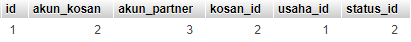 id akun_kosan akun_partner kosan_id usaha_id status_id
1 2 3 2 1 2